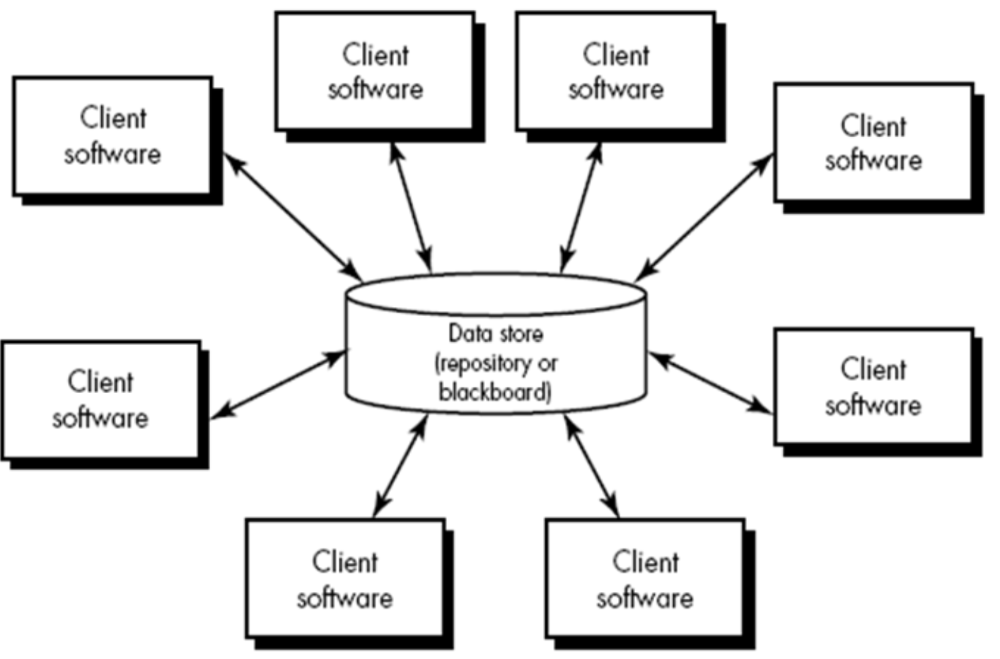 Client
software
Client
software
Client
software
Client
software
Data store
(repository or
blackboard)
Client
software
Client
software
Client
software
Client
software